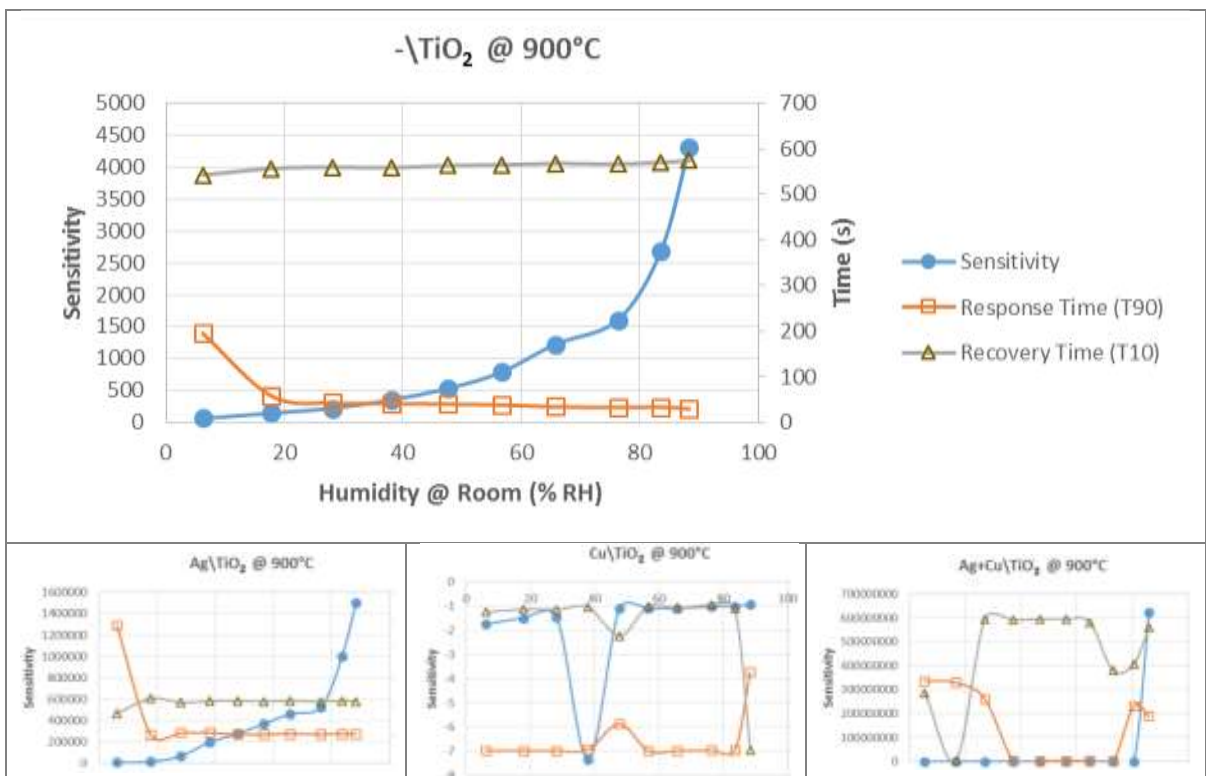 -\TiO₂ @ 900°C
5000
4500
4000
3500
3000
2500
2000
1500
1000
500
0
Sensitivity
700
600
500
400
300
200
100
0
Time (s)
0 20 40 60 80 100
Humidity @ Room (% RH)
Sensitivity
Response Time (T90)
Recovery Time (T10)
Ag\TiO₂ @ 900°C
1600000
1400000
1200000
1000000
800000
600000
400000
200000
0
Sensitivity
Cu\TiO₂ @ 900°C
0
-1
-2
-3
-4
-5
-6
-7
Sensitivity
0 20 40 60 80 100
Ag+Cu\TiO₂ @ 900°C
700000000
600000000
500000000
400000000
300000000
200000000
100000000
0
Sensitivity